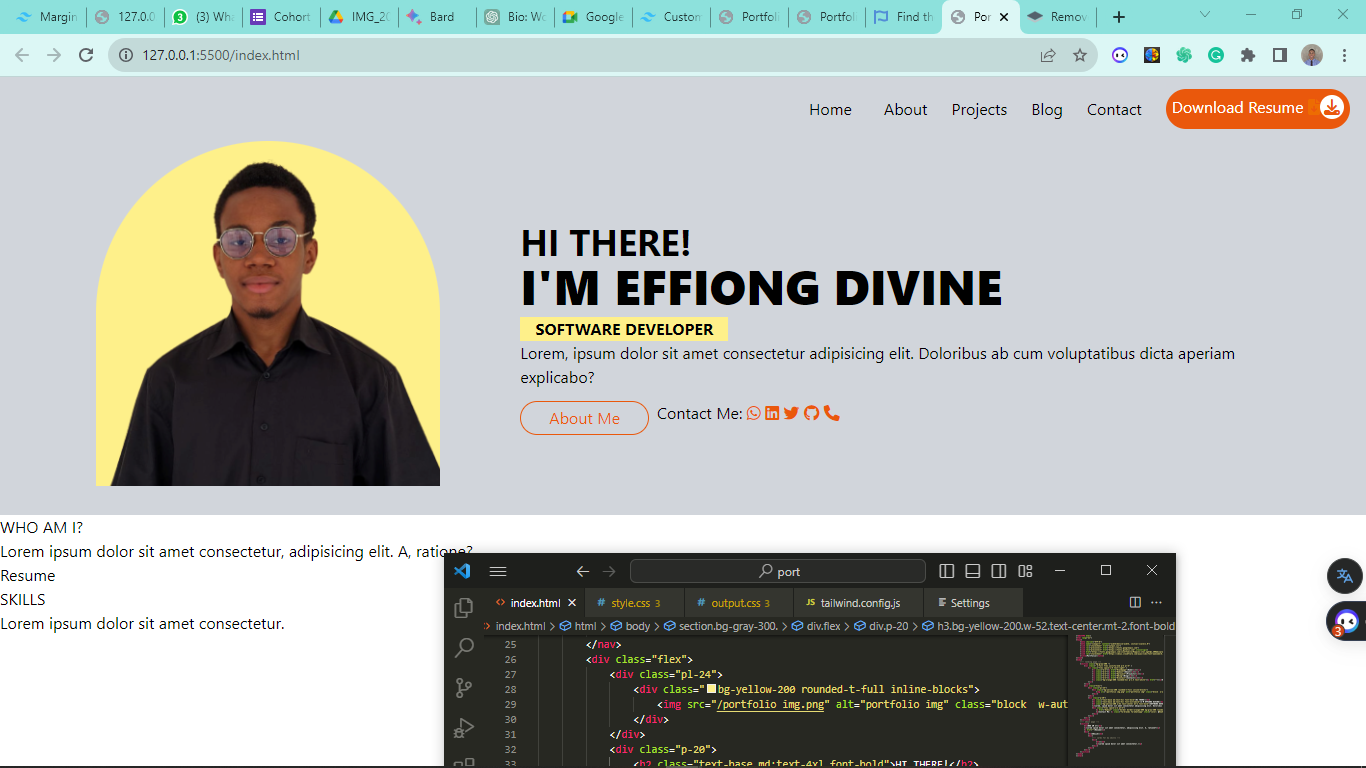 Margin
127.0.0
3
(3) Wha
Cohort
IMG_20
Bard
Bio: Wo
Google
Custom
Portfoli
Portfoli
Find th
Por
Remov
127.0.0.1:5500/index.html
Home About Projects Blog Contact Download Resume
HI THERE!
I'M EFFIONG DIVINE
SOFTWARE DEVELOPER
Lorem, ipsum dolor sit amet consectetur adipisicing elit. Doloribus ab cum voluptatibus dicta aperiam
explicabo?
About Me Contact Me:
WHO AM I?
Lorem ipsum dolor sit amet consectetur, adipisicing elit. A, ratione?
Resume
SKILLS
Lorem ipsum dolor sit amet consectetur.
port
index.html
# style.css 3
# output.css 3
JS tailwind.config.js
Settings
index.html > html > body > section.bg-gray-300. > div.flex > div.p-20 > h3.bg-yellow-200.w-52.text-center.mt-2.font-bold
25 </nav>
26 <div class="flex">
27 <div class="pl-24">
28 <div class="bg-yellow-200 rounded-t-full inline-blocks">
29 <img src="/portfolio img.png" alt="portfolio img" class="block w-aut
30 </div>
31 </div>
32 <div class="p-20">
33 <h2 class="text-base md:text-4xl font-bold">HI THERE!</h2>
3